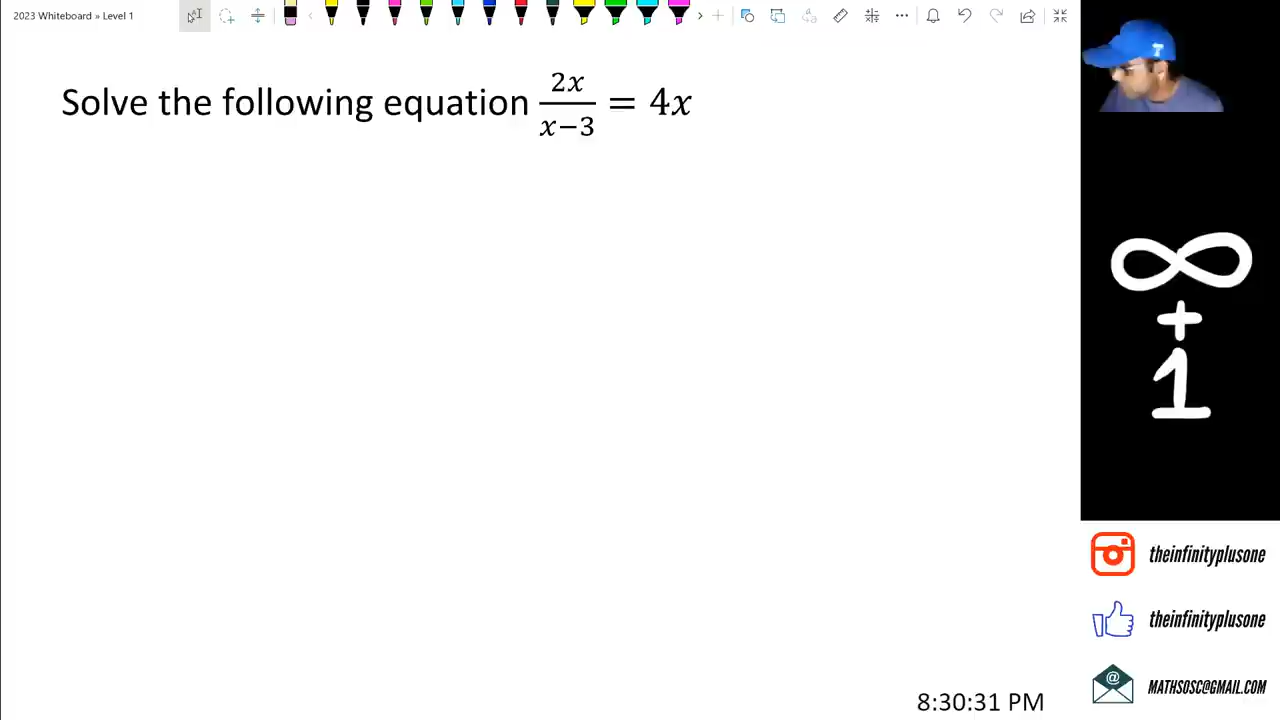 2023 Whiteboard » Level 1
Solve the following equation 2x/(x−3) = 4x
∞
+
1
theinfinityplusone
theinfinityplusone
MATHSOSC@GMAIL.COM
8:30:31 PM